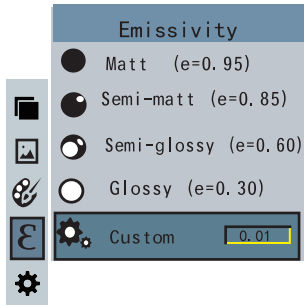 Emissivity
Matt (e=0.95)
Semi-matt (e=0.85)
Semi-glossy (e=0.60)
Glossy (e=0.30)
ε
Custom 0.01